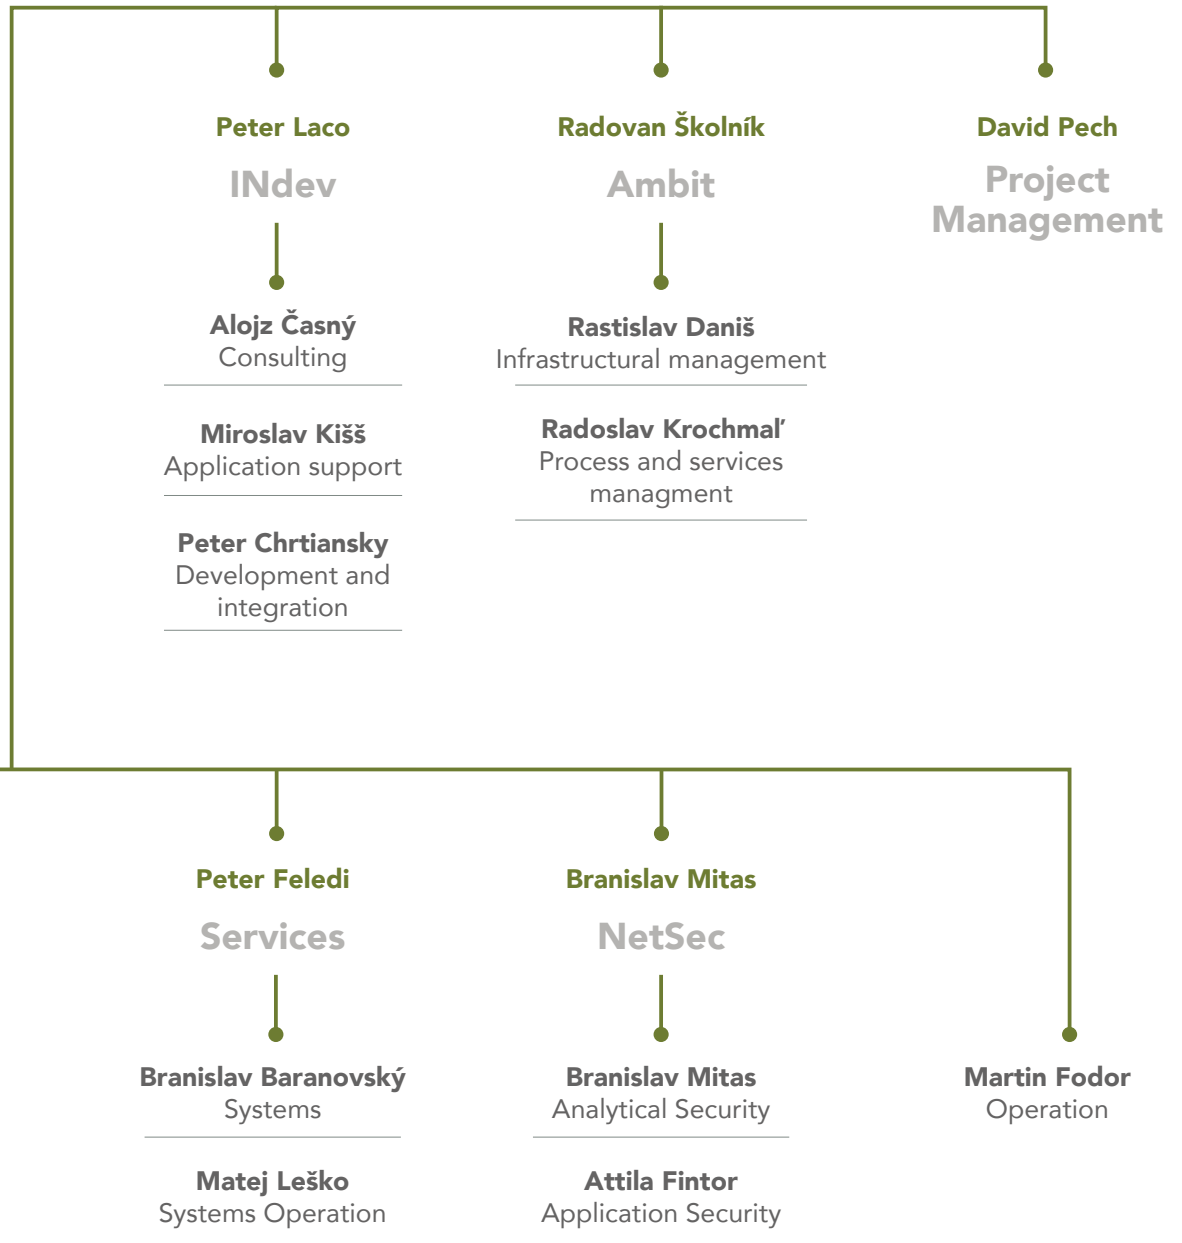 Peter Laco
INdev
Alojz Časný
Consulting
Miroslav Kišš
Application support
Peter Chrtiansky
Development and
integration
Radovan Školník
Ambit
Rastislav Daniš
Infrastructural management
Radoslav Krochmaľ
Process and services
managment
David Pech
Project
Management
Peter Feledi
Services
Branislav Baranovský
Systems
Matej Leško
Systems Operation
Branislav Mitas
NetSec
Branislav Mitas
Analytical Security
Attila Fintor
Application Security
Martin Fodor
Operation